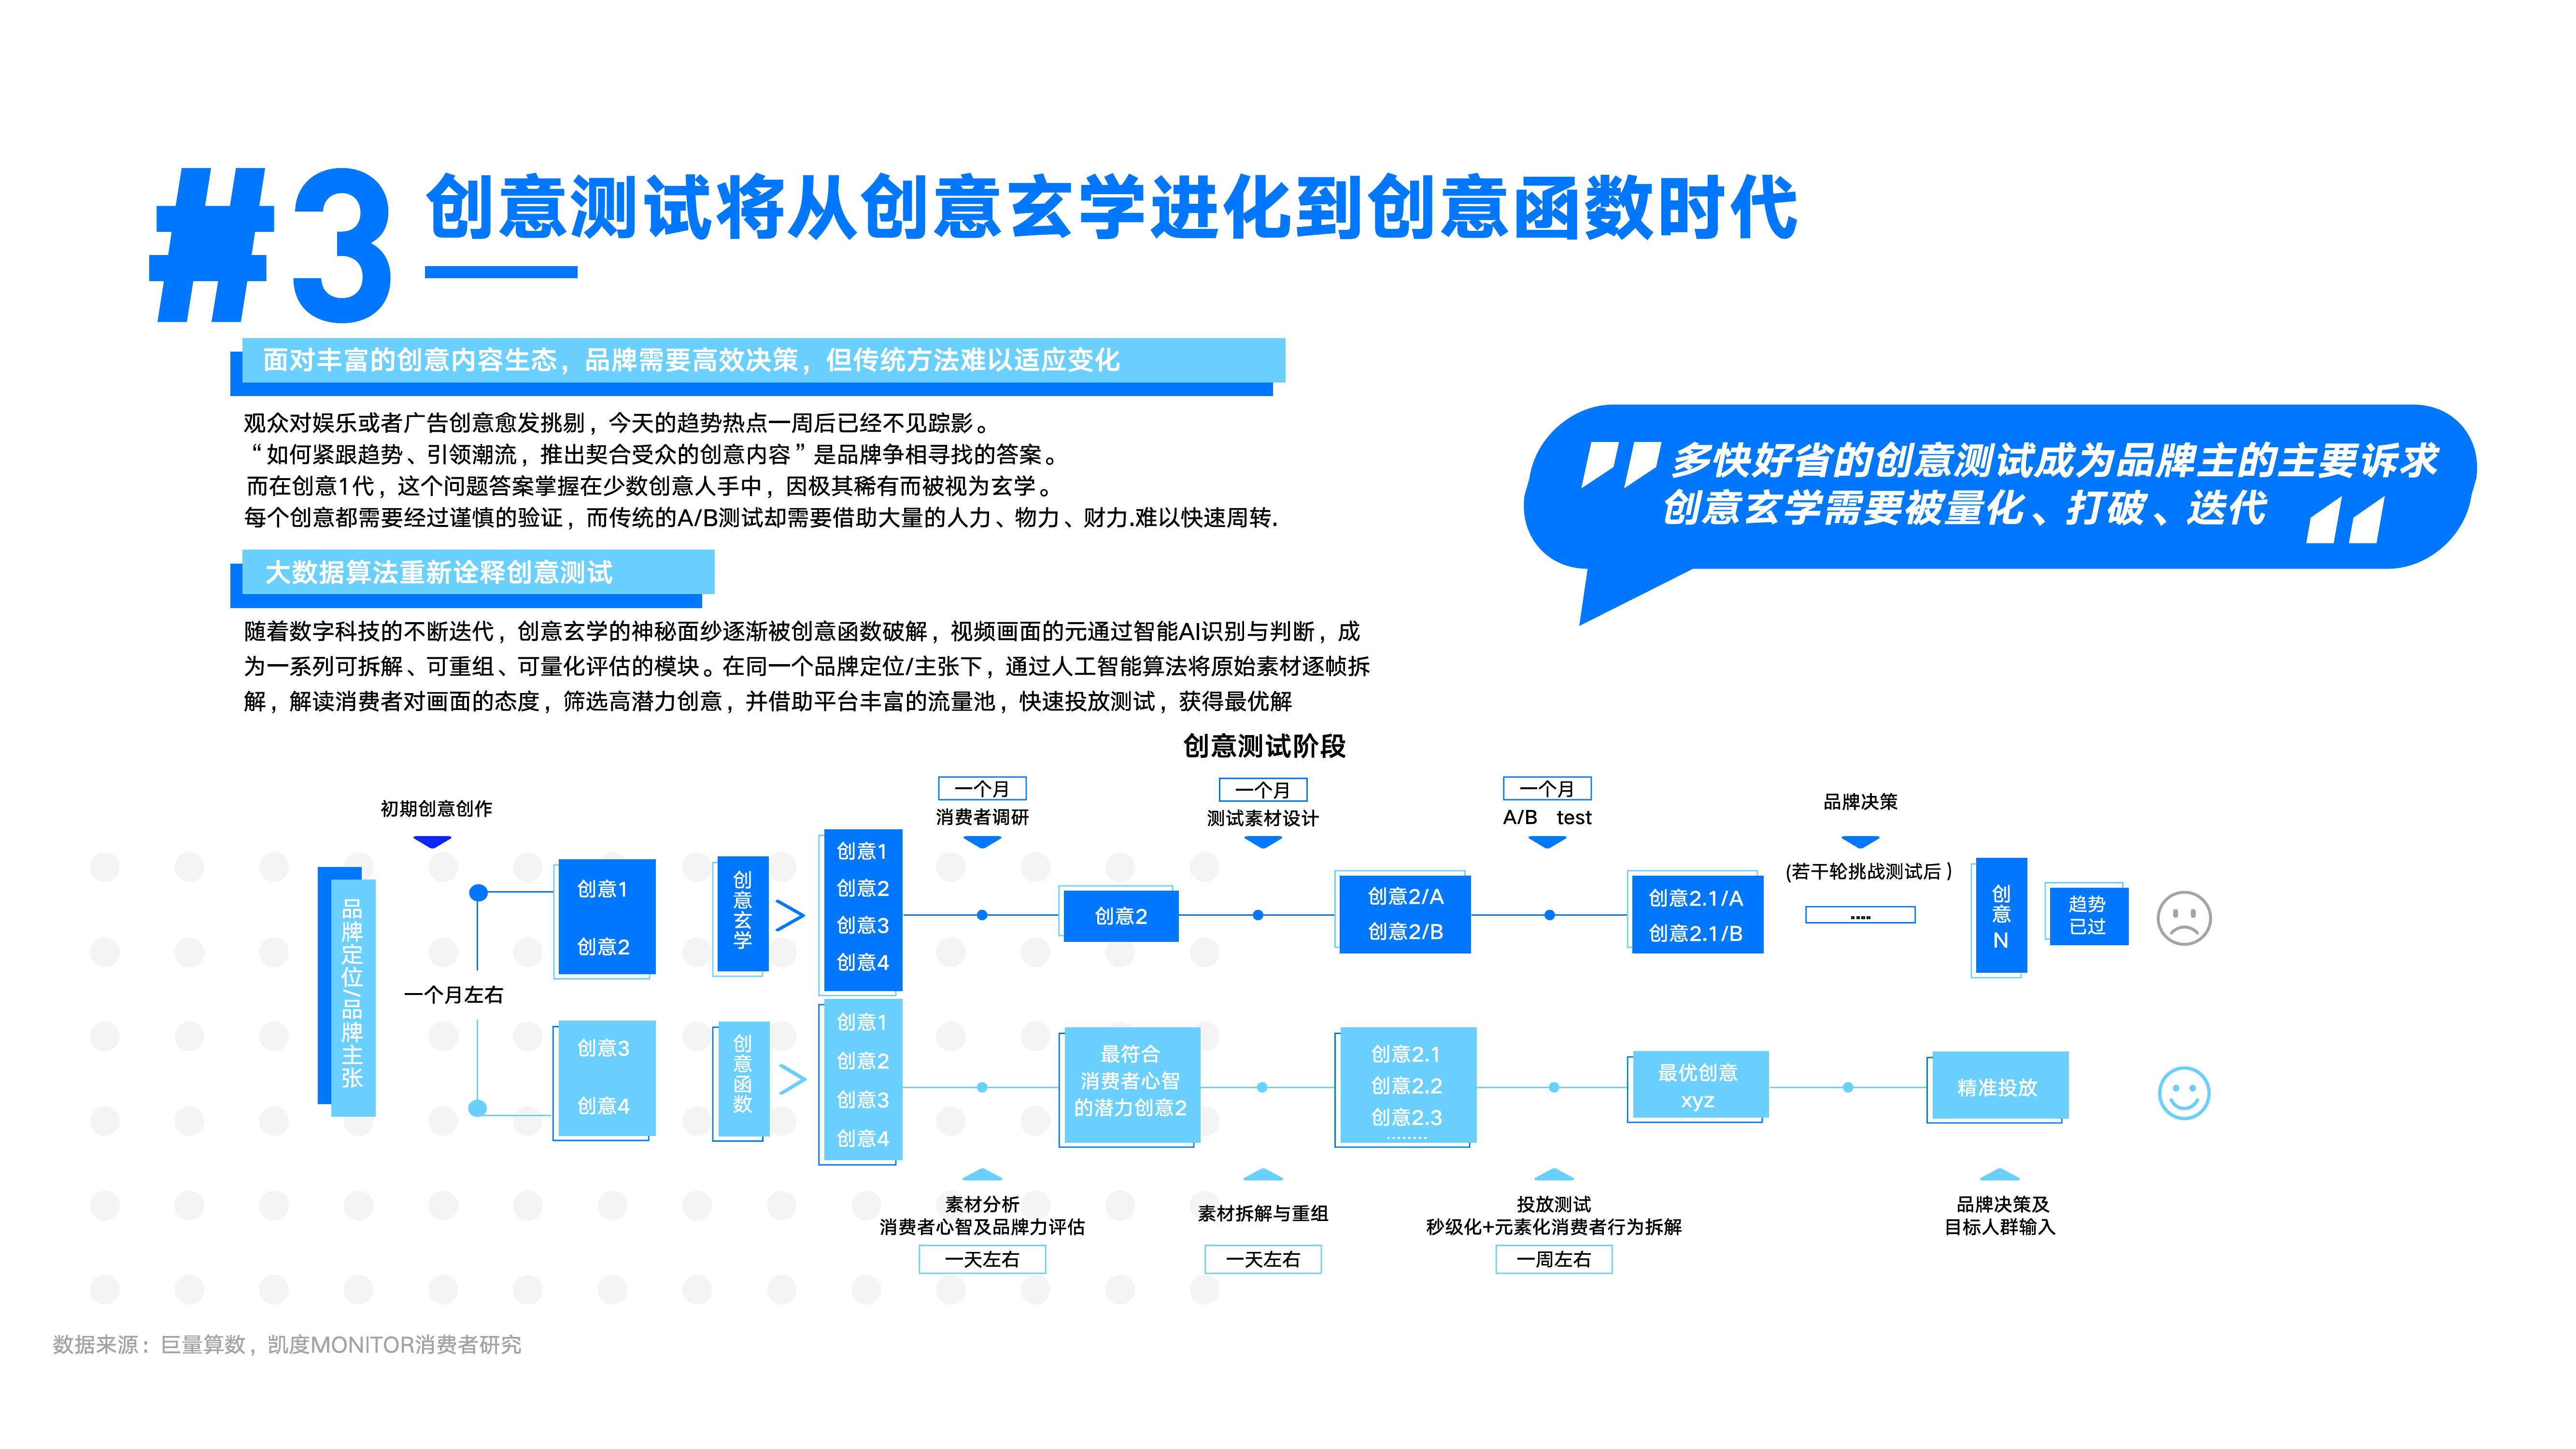 #3
创意测试将从创意玄学进化到创意函数时代
面对丰富的创意内容生态，品牌需要高效决策，但传统方法难以适应变化
观众对娱乐或者广告创意愈发挑剔，今天的趋势热点一周后已经不见踪影。
“如何紧跟趋势、引领潮流，推出契合受众的创意内容”是品牌争相寻找的答案。
而在创意1代，这个问题答案掌握在少数创意人手中，因极其稀有而被视为玄学。
每个创意都需要经过谨慎的验证，而传统的A/B测试却需要借助大量的人力、物力、财力.难以快速周转.
多快好省的创意测试成为品牌主的主要诉求
创意玄学需要被量化、打破、迭代
大数据算法重新诠释创意测试
随着数字科技的不断迭代，创意玄学的神秘面纱逐渐被创意函数破解，视频画面的元通过智能AI识别与判断，成
为一系列可拆解、可重组、可量化评估的模块。在同一个品牌定位/主张下，通过人工智能算法将原始素材逐帧拆
解，解读消费者对画面的态度，筛选高潜力创意，并借助平台丰富的流量池，快速投放测试，获得最优解
创意测试阶段
初期创意创作
一个月
消费者调研
一个月
测试素材设计
一个月
A/B test
品牌决策
品牌定位/品牌主张
一个月左右
创意1
创意2
创意3
创意4
创意玄学
创意1
创意2
创意3
创意4
创意2
创意2/A
创意2/B
创意2.1/A
创意2.1/B
(若干轮挑战测试后）
....
创意N
趋势
已过
创意函数
创意1
创意2
创意3
创意4
最符合
消费者心智
的潜力创意2
创意2.1
创意2.2
创意2.3
........
最优创意
xyz
精准投放
素材分析
消费者心智及品牌力评估
一天左右
素材拆解与重组
一天左右
投放测试
秒级化+元素化消费者行为拆解
一周左右
品牌决策及
目标人群输入
数据来源：巨量算数，凯度MONITOR消费者研究